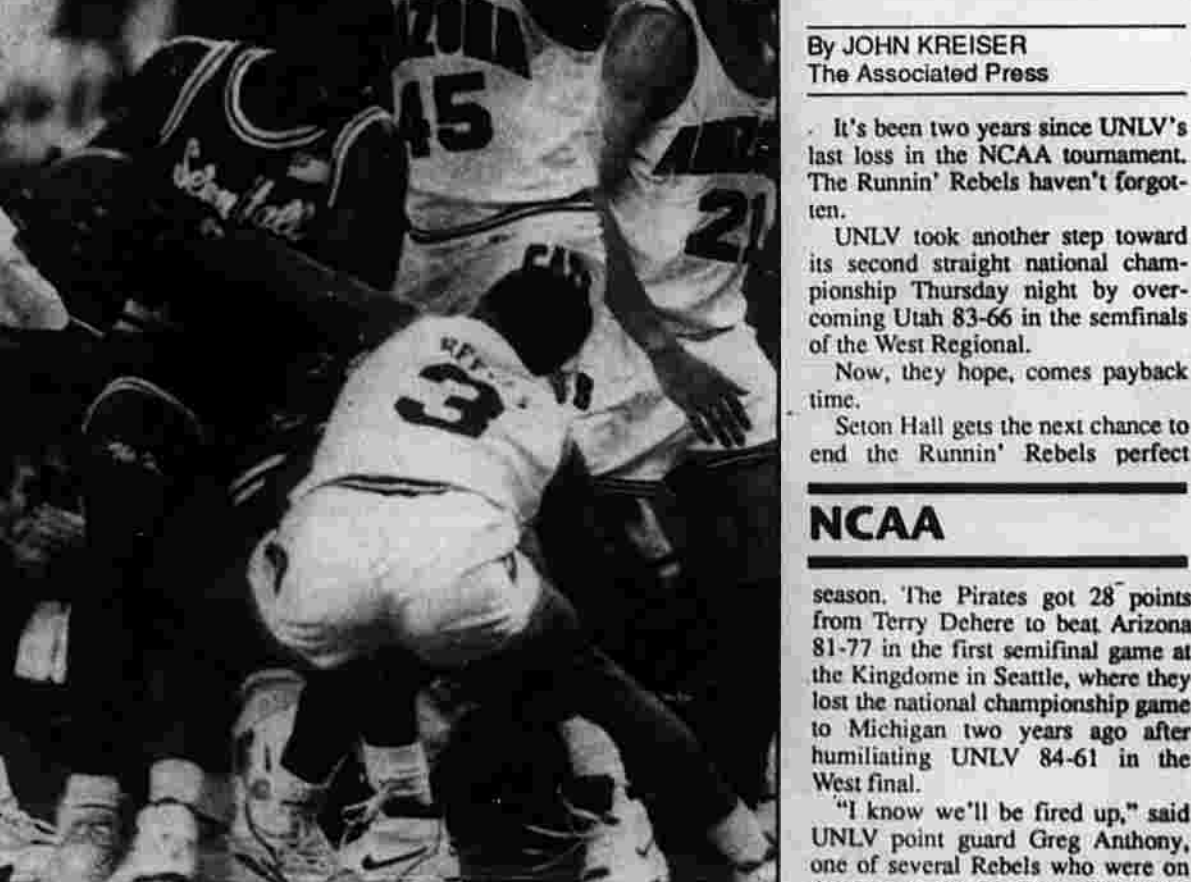 45
21
3
By JOHN KREISER
The Associated Press
It's been two years since UNLV's
last loss in the NCAA tournament.
The Runnin' Rebels haven't forgot-
ten.
UNLV took another step toward
its second straight national cham-
pionship Thursday night by over-
coming Utah 83-66 in the semfinals
of the West Regional.
Now, they hope, comes payback
time.
Seton Hall gets the next chance to
end the Runnin' Rebels perfect
NCAA
season. The Pirates got 28 points
from Terry Dehere to beat Arizona
81-77 in the first semifinal game at
the Kingdome in Seattle, where they
lost the national championship game
to Michigan two years ago after
humiliating UNLV 84-61 in the
West final.
"I know we'll be fired up," said
UNLV point guard Greg Anthony,
one of several Rebels who were on